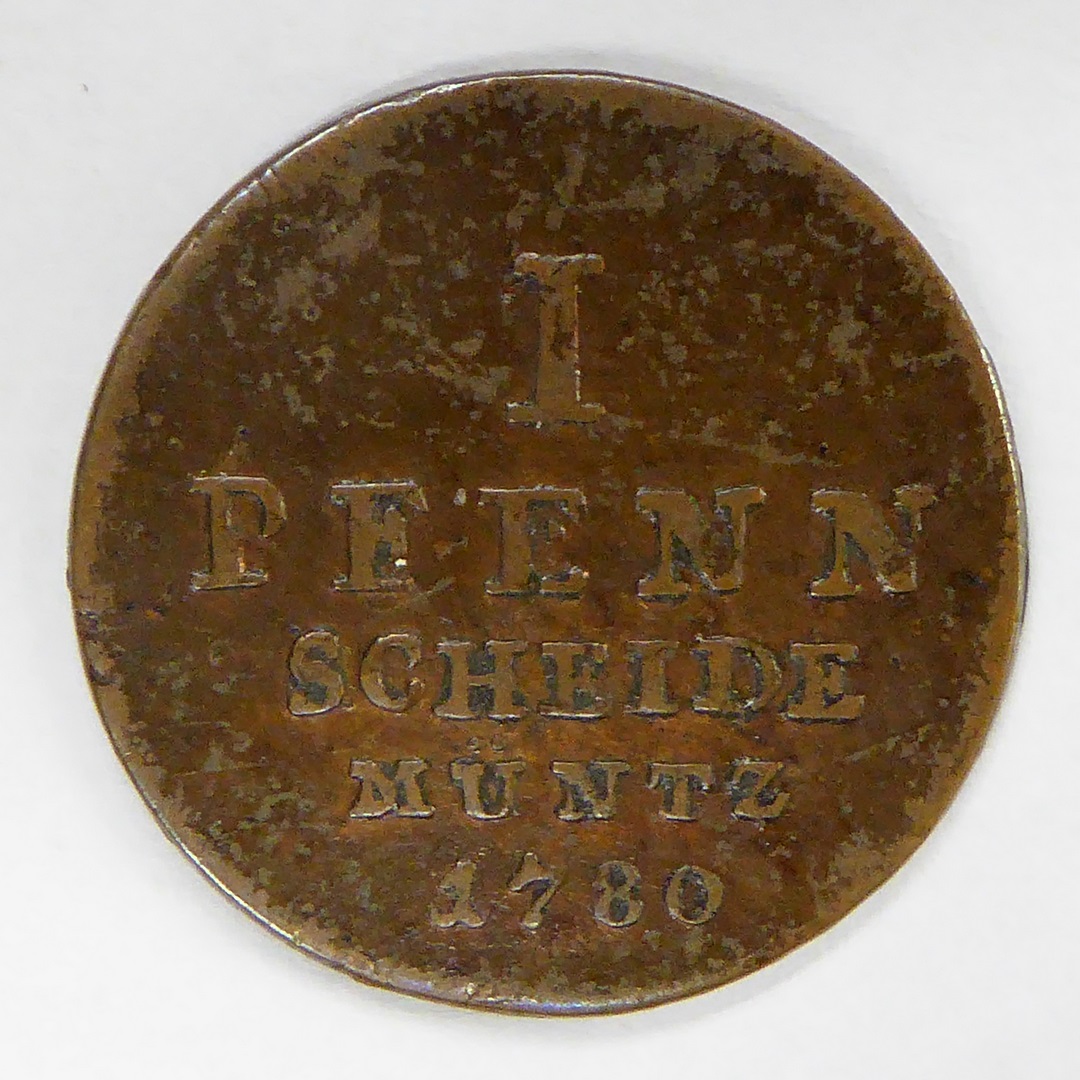 I
PFENN
SCHEIDE
MÜNTZ
1780